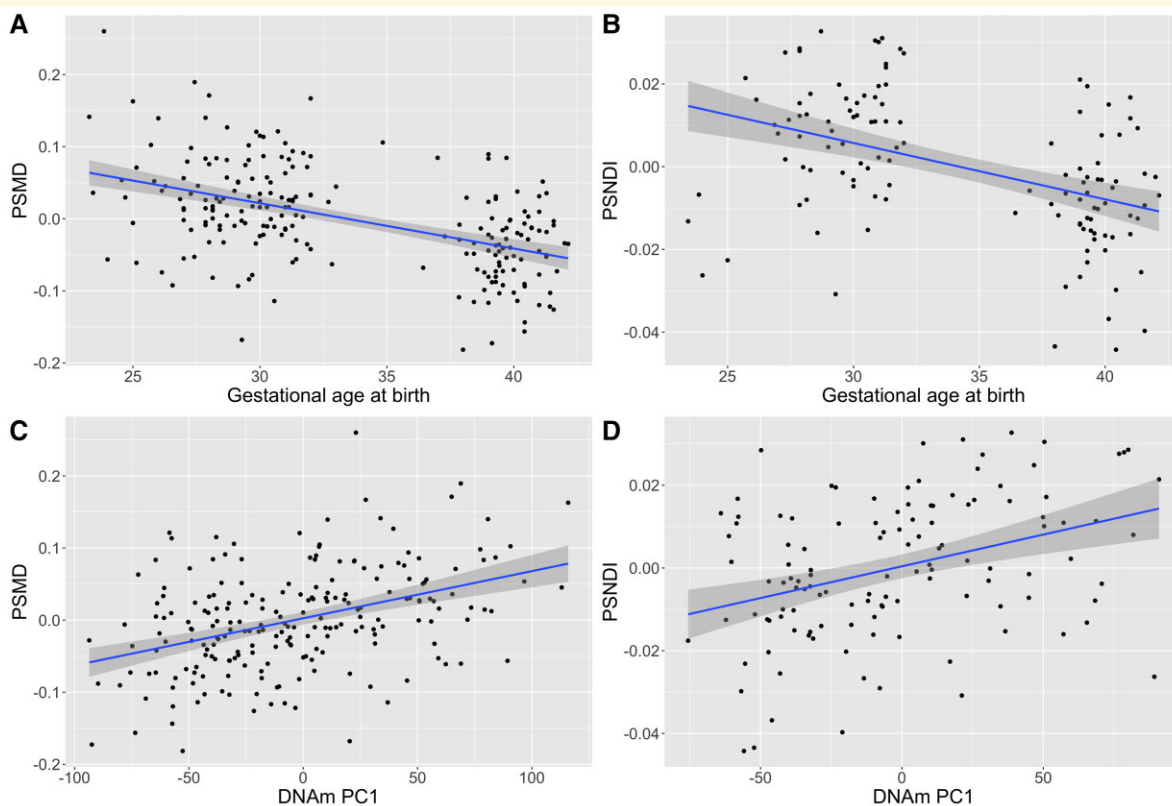 A
B
PSMD
0.2
0.1
0.0
-0.1
-0.2
25 30 35 40
Gestational age at birth
PSNDI
0.02
0.00
-0.02
-0.04
25 30 35 40
Gestational age at birth
C
D
PSMD
0.2
0.1
0.0
-0.1
-0.2
-100 -50 0 50 100
DNAm PC1
PSNDI
0.02
0.00
-0.02
-0.04
-50 0 50
DNAm PC1